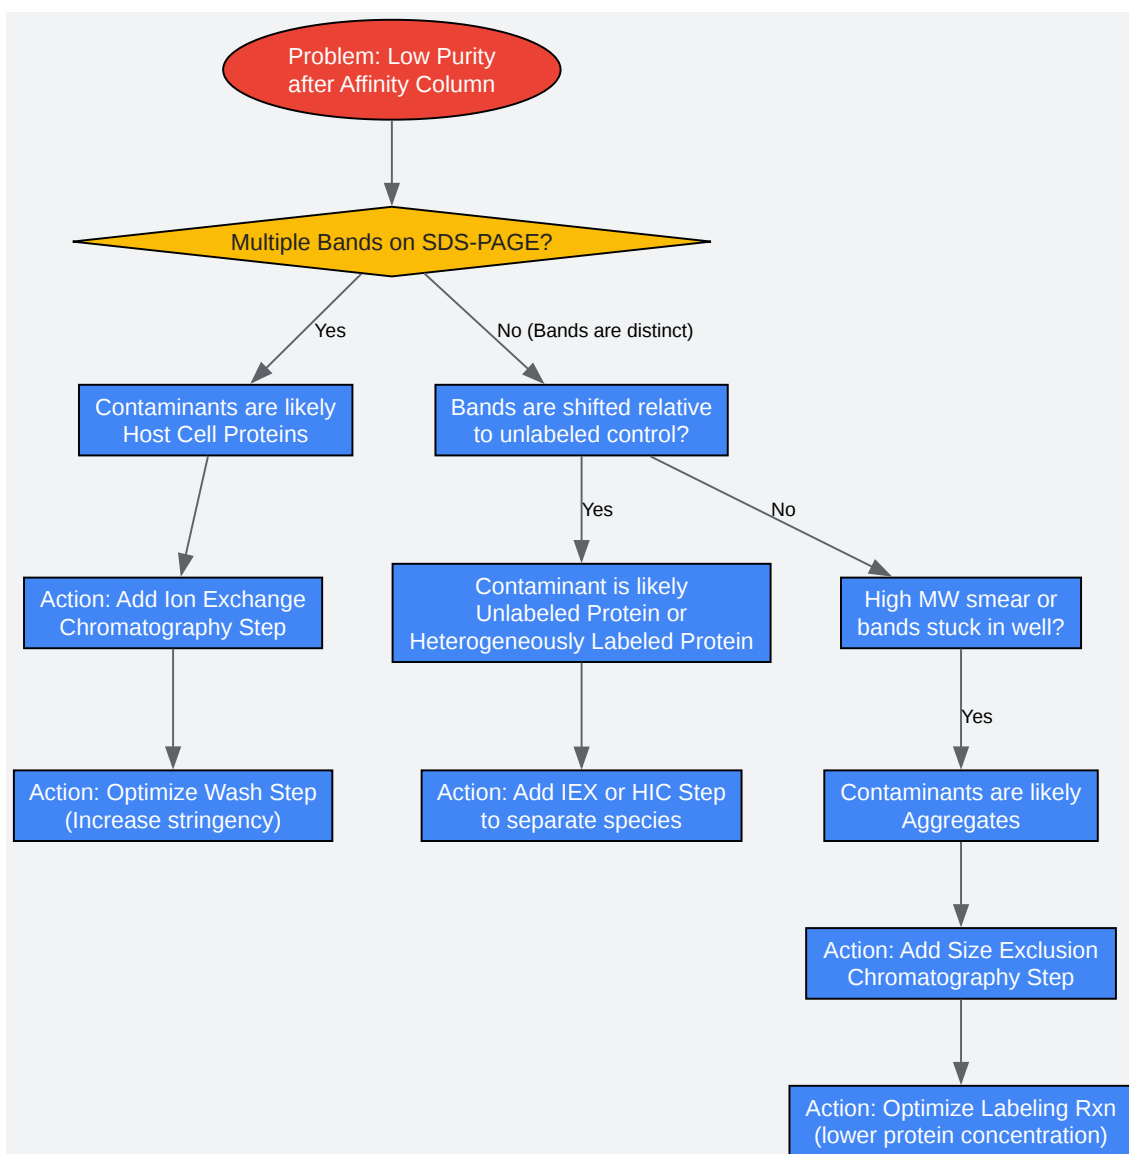 Problem: Low Purity
after Affinity Column
Multiple Bands on SDS-PAGE?
Yes
No (Bands are distinct)
Contaminants are likely
Host Cell Proteins
Bands are shifted relative
to unlabeled control?
Yes
No
Action: Add Ion Exchange
Chromatography Step
Contaminant is likely
Unlabeled Protein or
Heterogeneously Labeled Protein
High MW smear or
bands stuck in well?
Yes
Action: Optimize Wash Step
(Increase stringency)
Action: Add IEX or HIC Step
to separate species
Contaminants are likely
Aggregates
Action: Add Size Exclusion
Chromatography Step
Action: Optimize Labeling Rxn
(lower protein concentration)